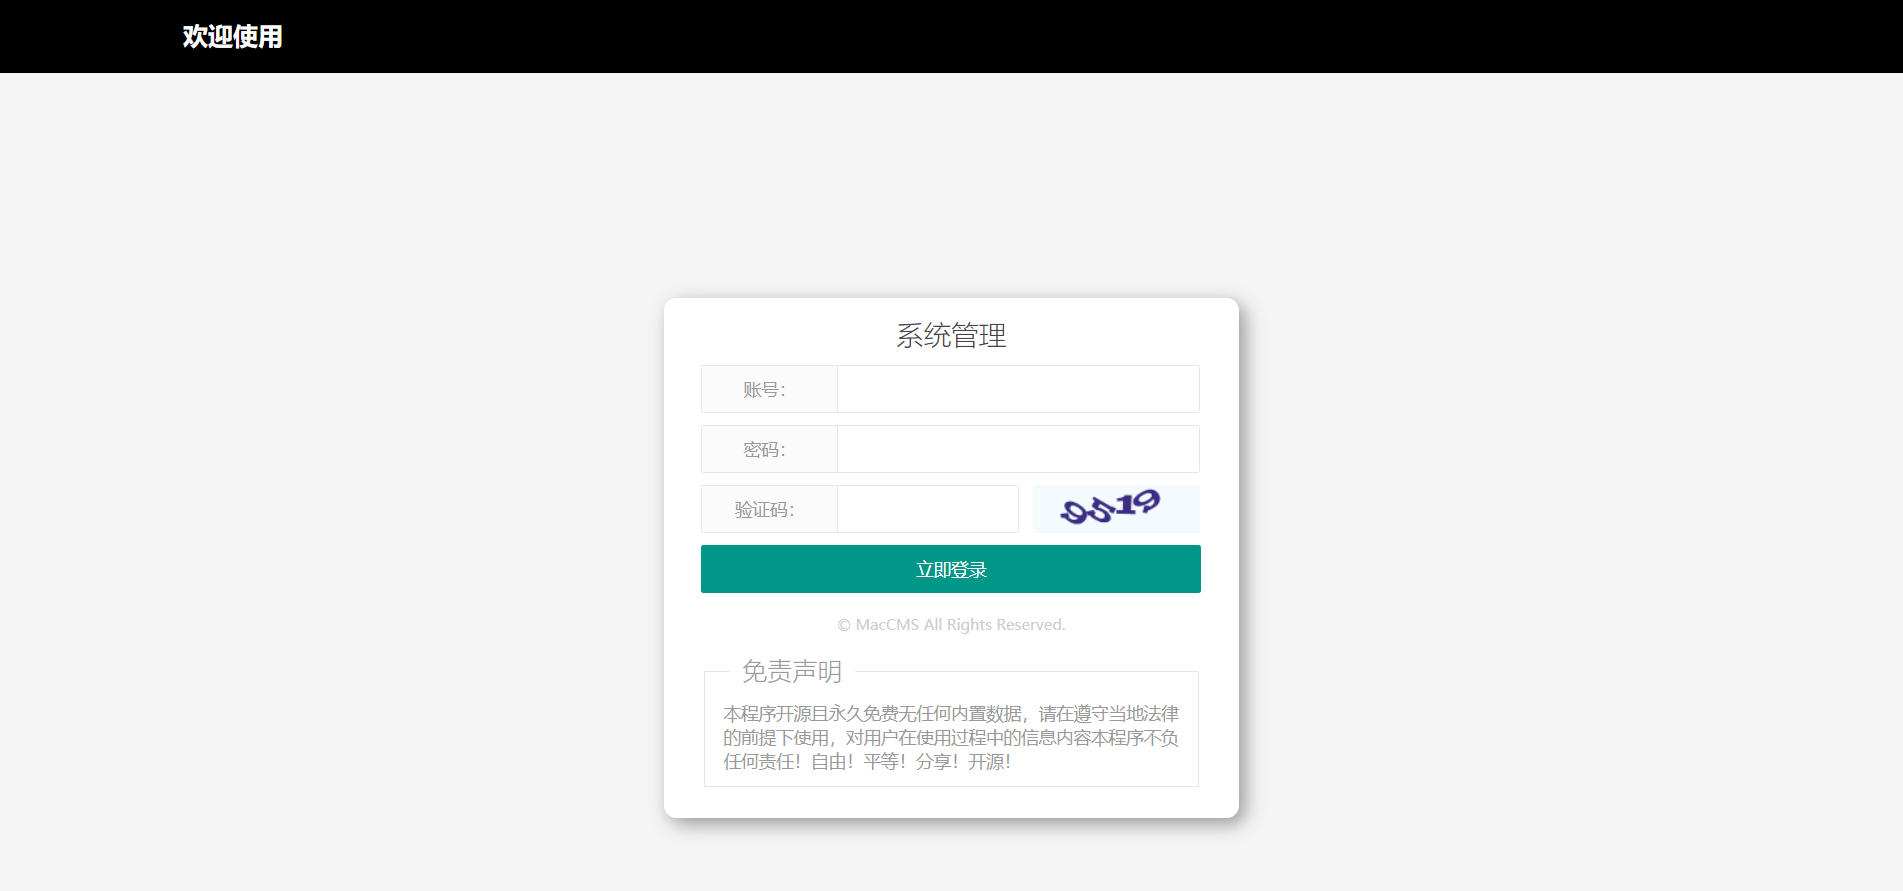 欢迎使用
系统管理
账号：
密码：
验证码：
9519
立即登录
© MacCMS All Rights Reserved.
免责声明
本程序开源且永久免费无任何内置数据，请在遵守当地法律
的前提下使用，对用户在使用过程中的信息内容本程序不负
任何责任！自由！平等！分享！开源！